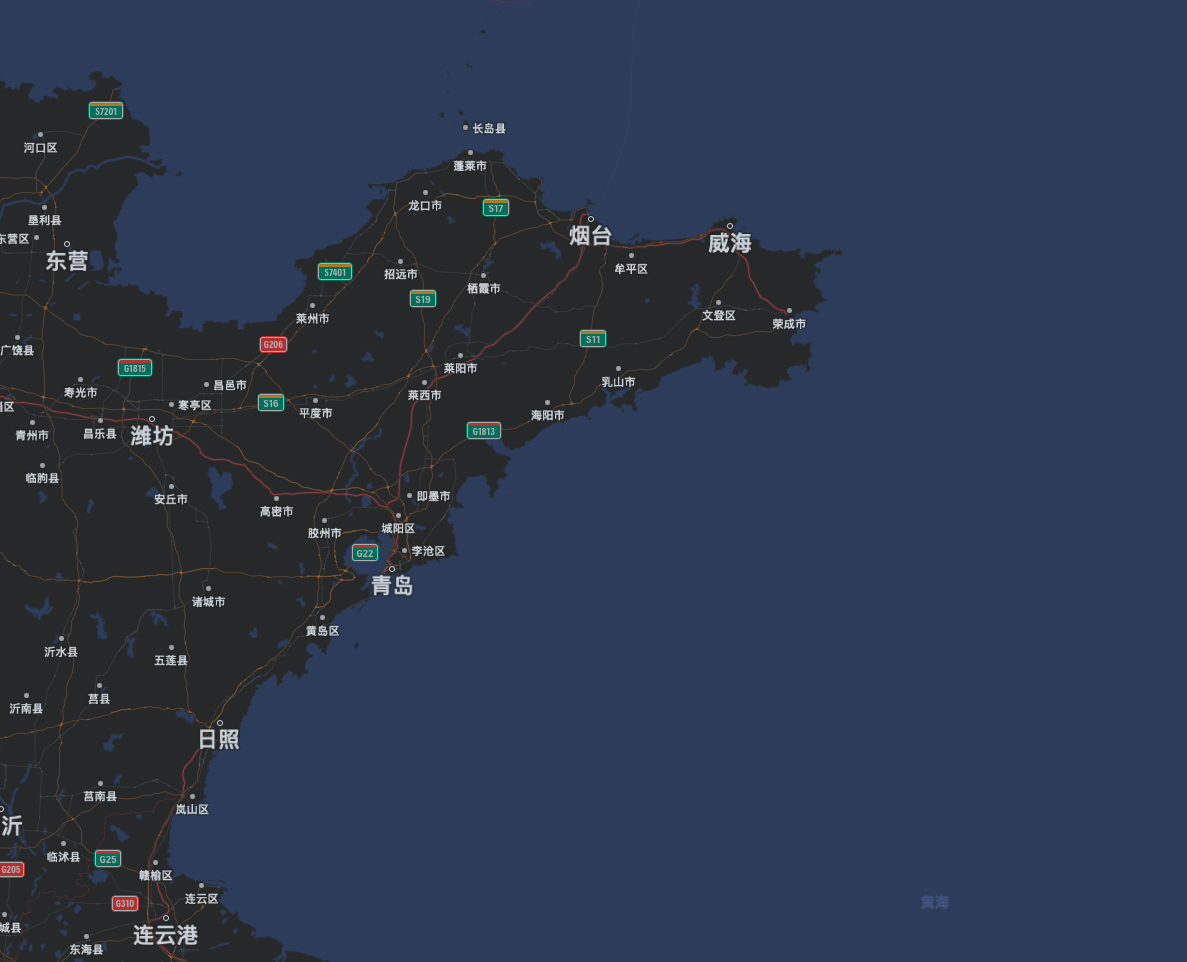 S7201
长岛县
河口区
蓬莱市
龙口市
S17
垦利县
烟台
东营区
威海
东营
牟平区
S7401
招远市
栖霞市
S19
莱州市
文登区
荣成市
S11
G206
广饶县
莱阳市
G1815
乳山市
昌邑市
寿光市
莱西市
S16
寒亭区
区
平度市
海阳市
青州市
昌乐县
潍坊
G1813
临朐县
安丘市
即墨市
高密市
胶州市
城阳区
G22
李沧区
青岛
诸城市
黄岛区
沂水县
五莲县
莒县
沂南县
日照
莒南县
岚山区
沂
临沭县
G25
G205
赣榆区
连云区
G310
黄海
城县
连云港
东海县